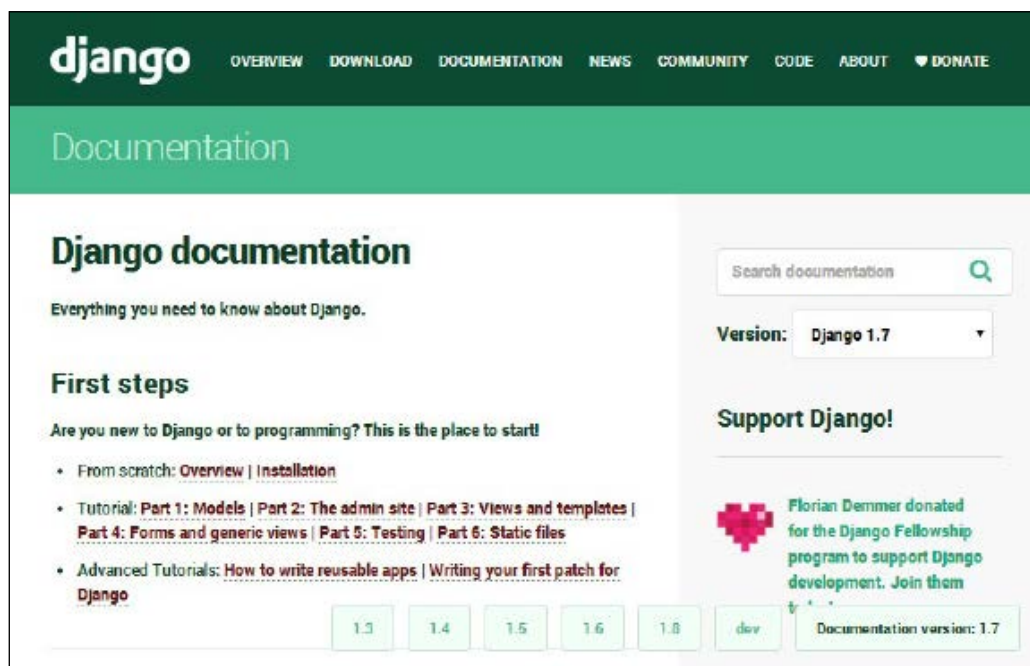 django OVERVIEW DOWNLOAD DOCUMENTATION NEWS COMMUNITY CODE ABOUT DONATE
Documentation
Django documentation
Everything you need to know about Django.
First steps
Are you new to Django or to programming? This is the place to start!
• From scratch: Overview | Installation
• Tutorial: Part 1: Models | Part 2: The admin site | Part 3: Views and templates |
Part 4: Forms and generic views | Part 5: Testing | Part 6: Static files
• Advanced Tutorials: How to write reusable apps | Writing your first patch for
Django
Search documentation
Version: Django 1.7
Support Django!
Florian Demmer donated
for the Django Fellowship
program to support Django
development. Join them
1.3 1.4 1.5 1.6 1.8 dev Documentation version: 1.7